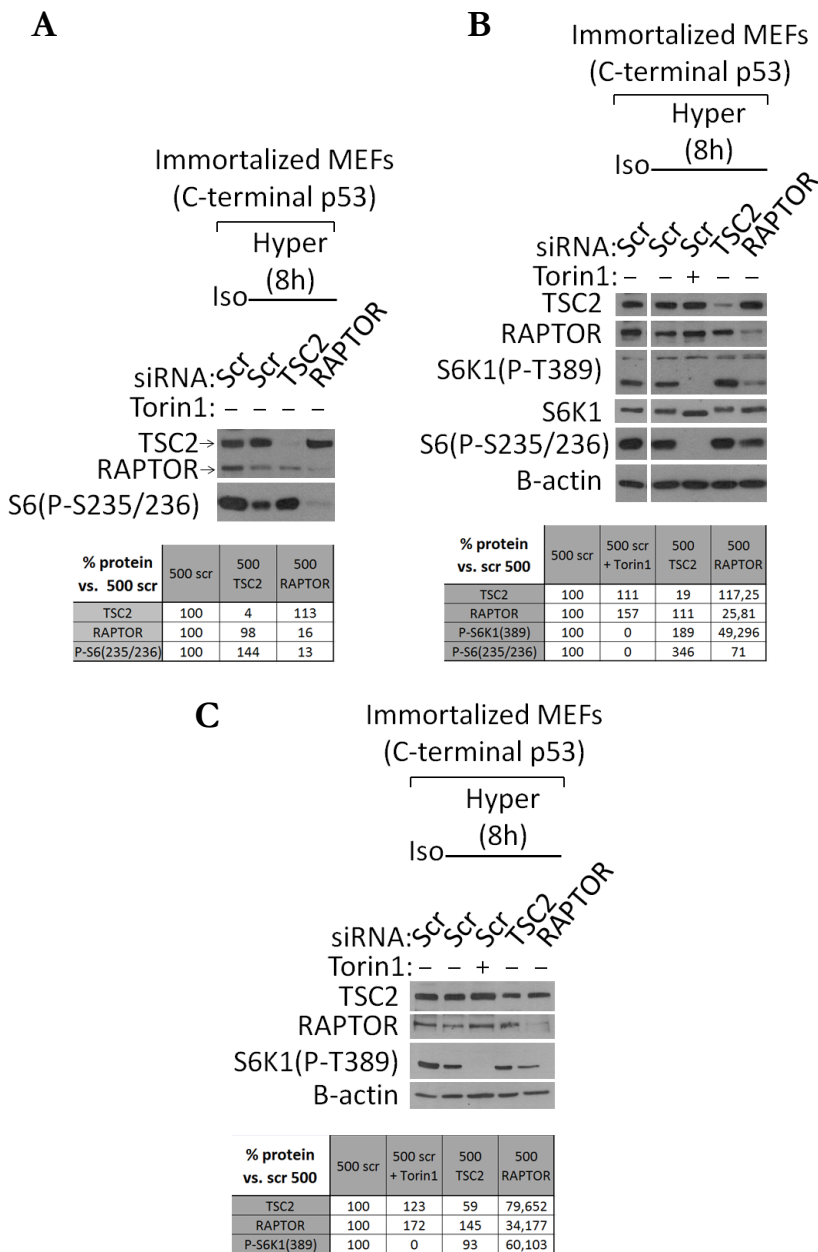 A
Immortalized MEFs
(C-terminal p53)
Hyper
(8h)
Iso
siRNA: Scr Scr TSC2 RAPTOR
Torin1: – – – –
TSC2→
RAPTOR→
S6(P-S235/236)
% protein vs. 500 scr | 500 scr | 500 TSC2 | 500 RAPTOR
TSC2 100 4 113
RAPTOR 100 98 16
P-S6(235/236) 100 144 13
B
Immortalized MEFs
(C-terminal p53)
Hyper
(8h)
Iso
siRNA: Scr Scr Scr TSC2 RAPTOR
Torin1: – – + – –
TSC2
RAPTOR
S6K1(P-T389)
S6K1
S6(P-S235/236)
B-actin
% protein vs. scr 500 | 500 scr | 500 scr + Torin1 | 500 TSC2 | 500 RAPTOR
TSC2 100 111 19 117,25
RAPTOR 100 157 111 25,81
P-S6K1(389) 100 0 189 49,296
P-S6(235/236) 100 0 346 71
C
Immortalized MEFs
(C-terminal p53)
Hyper
(8h)
Iso
siRNA: Scr Scr Scr TSC2 RAPTOR
Torin1: – – + – –
TSC2
RAPTOR
S6K1(P-T389)
B-actin
% protein vs. scr 500 | 500 scr | 500 scr + Torin1 | 500 TSC2 | 500 RAPTOR
TSC2 100 123 59 79,652
RAPTOR 100 172 145 34,177
P-S6K1(389) 100 0 93 60,103